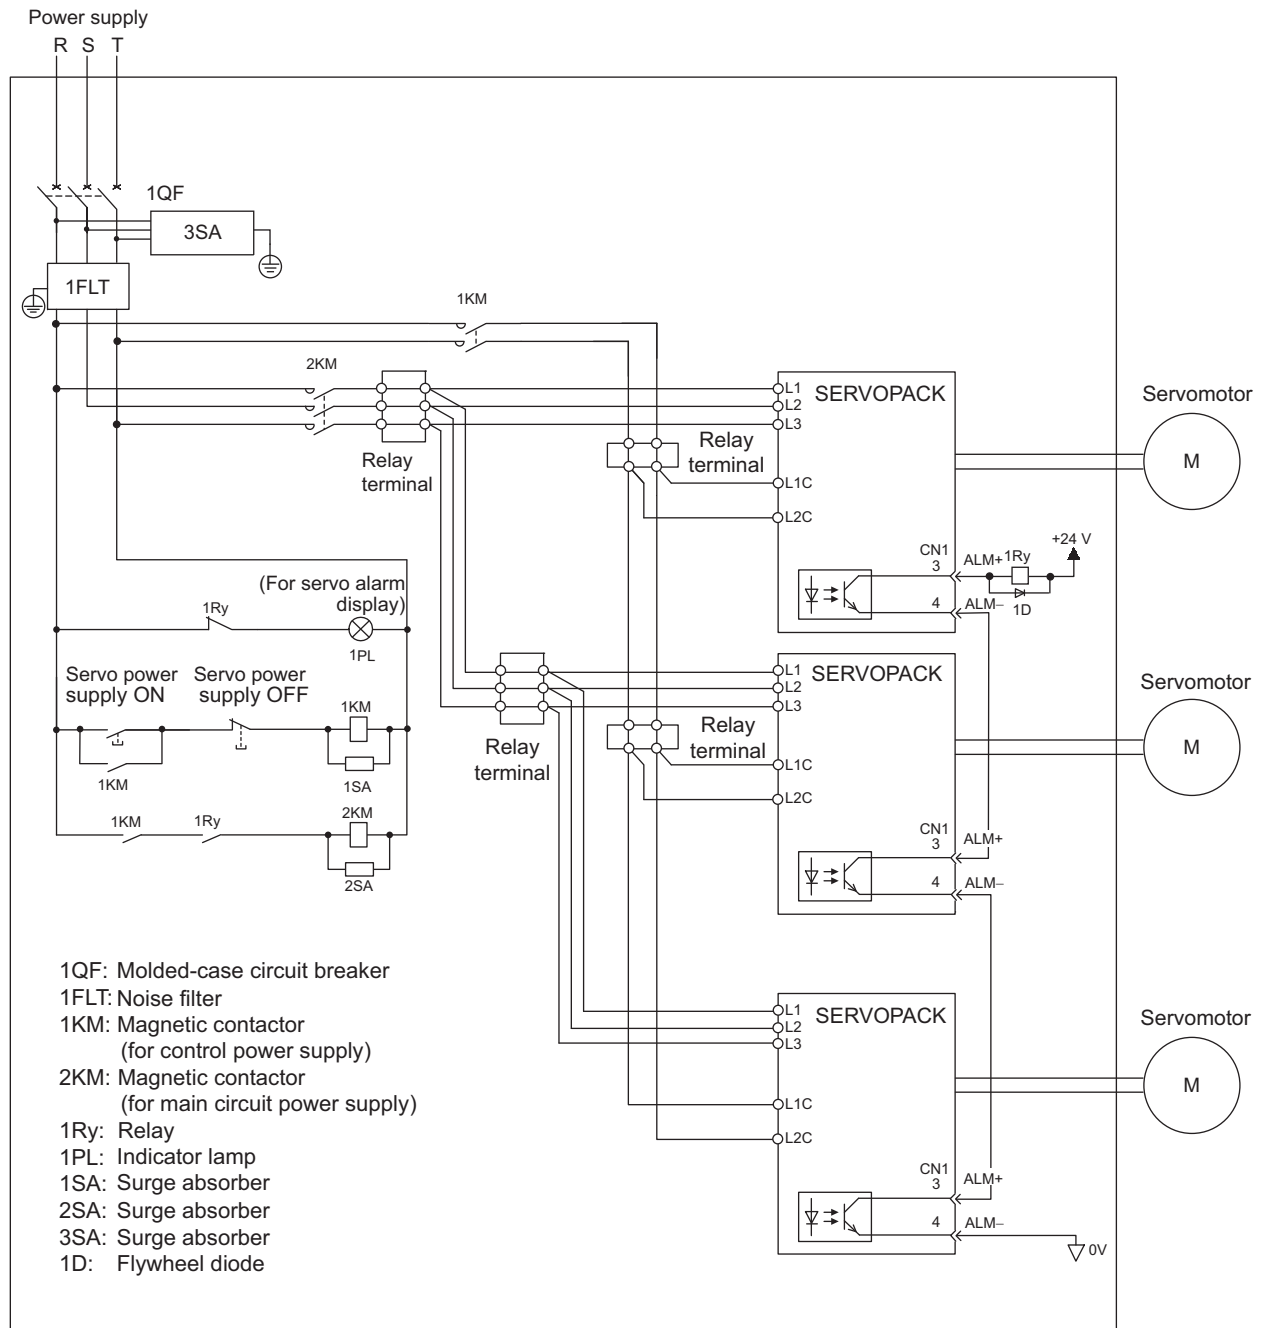 Power supply
R S T
1QF
3SA
1FLT
1KM
2KM
L1
SERVOPACK
Servomotor
L2
L3
Relay
terminal
Relay
terminal
M
L1C
L2C
+24 V
CN1
3
ALM+
1Ry
(For servo alarm
display)
1Ry
4
ALM–
1D
1PL
L1
SERVOPACK
Servo power
supply ON
Servo power
supply OFF
L2
Servomotor
1KM
L3
Relay
terminal
Relay
terminal
M
L1C
1KM
1SA
L2C
1KM
1Ry
2KM
CN1
3
ALM+
2SA
4
ALM–
1QF: Molded-case circuit breaker
1FLT: Noise filter
1KM: Magnetic contactor
(for control power supply)
2KM: Magnetic contactor
(for main circuit power supply)
1Ry: Relay
1PL: Indicator lamp
1SA: Surge absorber
2SA: Surge absorber
3SA: Surge absorber
1D: Flywheel diode
L1
SERVOPACK
Servomotor
L2
L3
M
L1C
L2C
CN1
3
ALM+
4
ALM–
0V